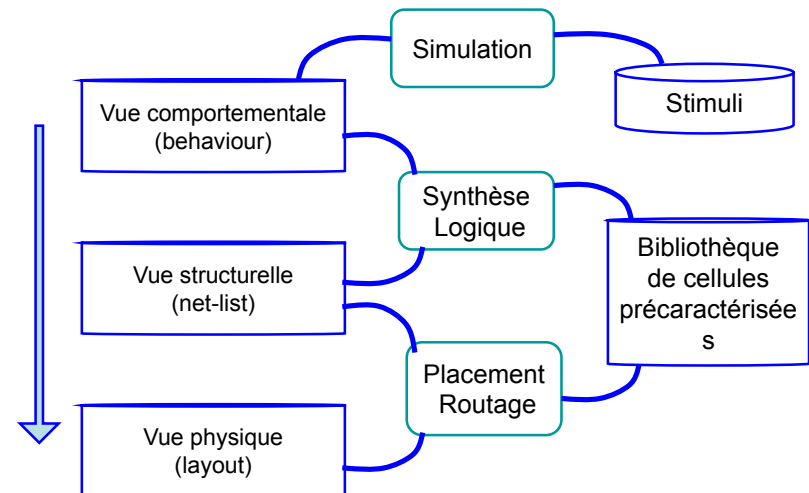 Simulation
Stimuli
Vue comportementale
(behaviour)
Synthèse
Logique
Bibliothèque
de cellules
précaractérisée
s
Vue structurelle
(net-list)
Placement
Routage
Vue physique
(layout)